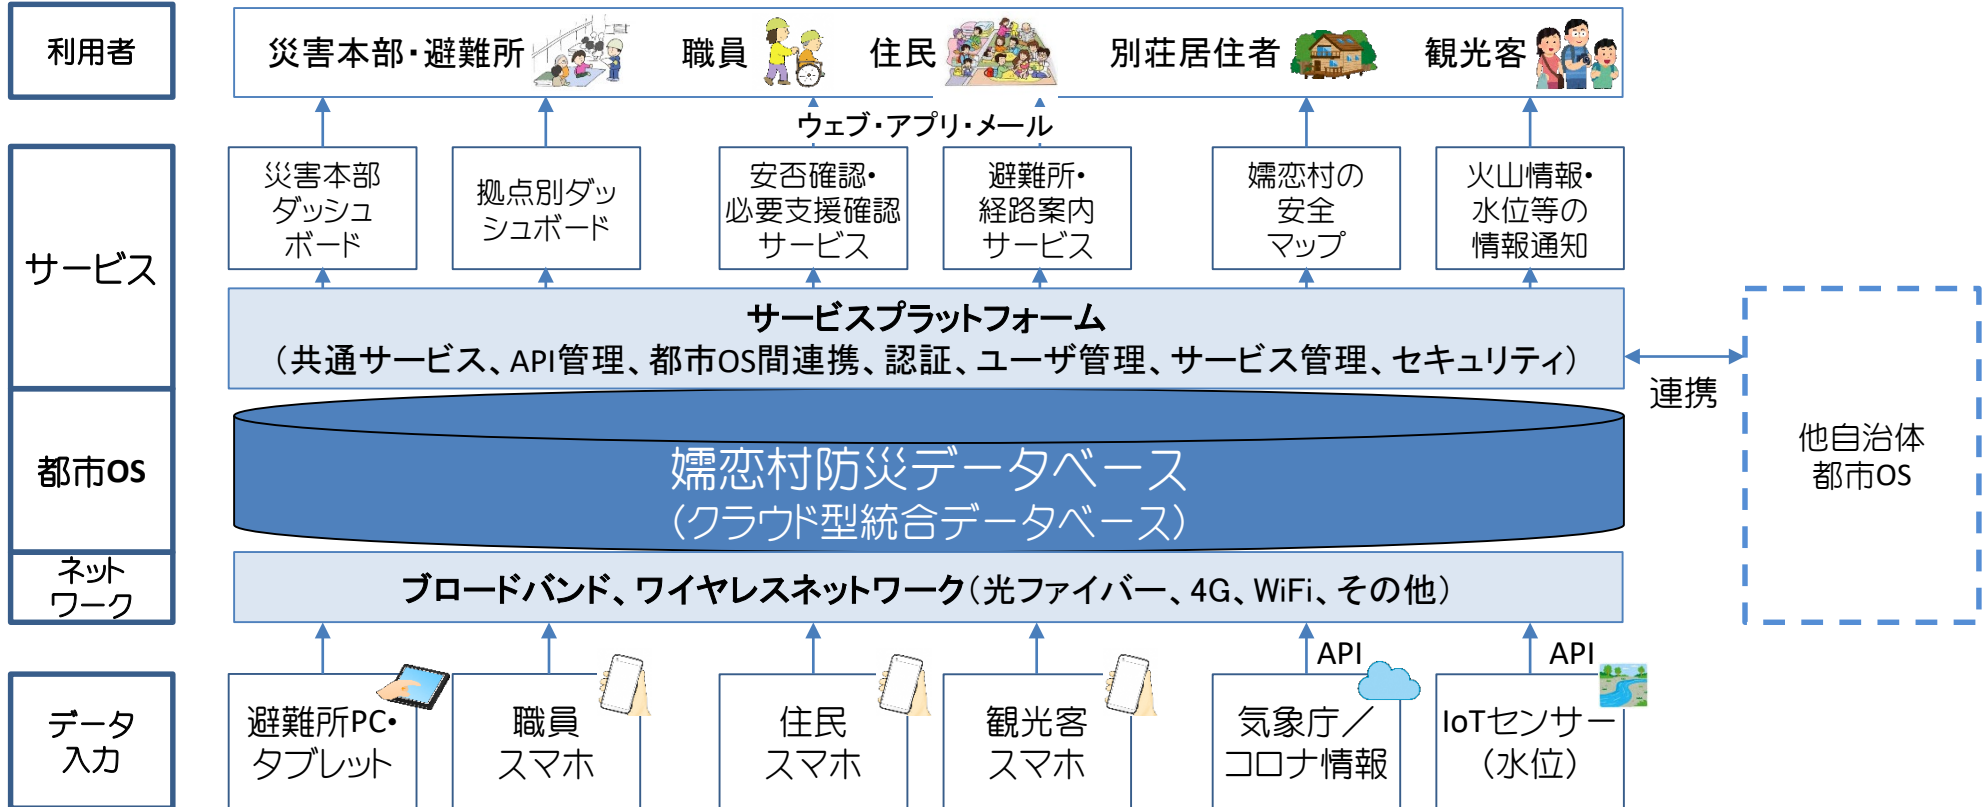 利用者
災害本部・避難所
職員
住民
別荘居住者
観光客
ウェブ・アプリ・メール
サービス
災害本部
ダッシュ
ボード
拠点別ダッ
シュボード
安否確認・
必要支援確認
サービス
避難所・
経路案内
サービス
嬬恋村の
安全
マップ
火山情報・
水位等の
情報通知
サービスプラットフォーム
（共通サービス、API管理、都市OS間連携、認証、ユーザ管理、サービス管理、セキュリティ）
連携
他自治体
都市OS
都市OS
嬬恋村防災データベース
（クラウド型統合データベース）
ネット
ワーク
ブロードバンド、ワイヤレスネットワーク（光ファイバー、4G、WiFi、その他）
API
API
データ
入力
避難所PC・
タブレット
職員
スマホ
住民
スマホ
観光客
スマホ
気象庁／
コロナ情報
IoTセンサー
（水位）